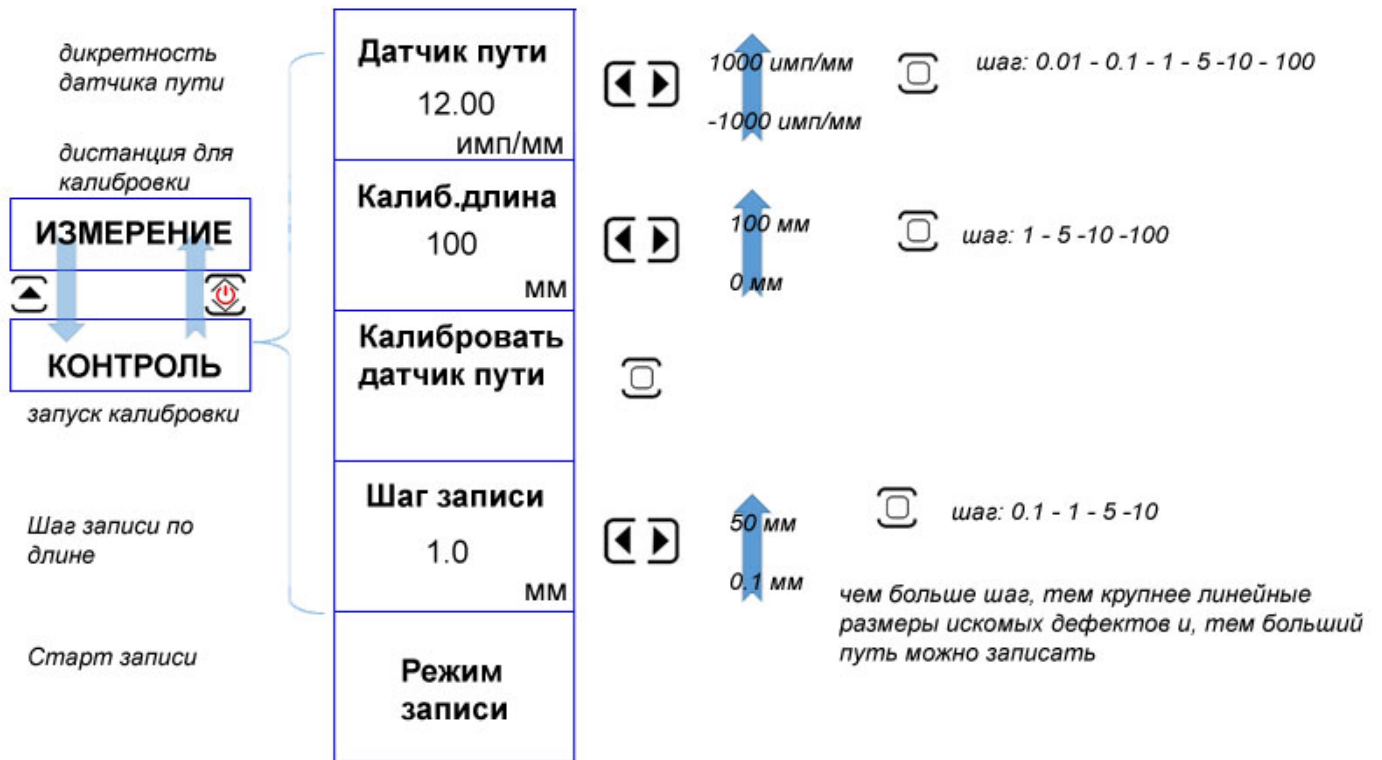 дикретность
датчика пути
дистанция для
калибровки
ИЗМЕРЕНИЕ
КОНТРОЛЬ
запуск калибровки
Шаг записи по
длине
Старт записи
Датчик пути
12.00
имп/мм
1000 имп/мм
-1000 имп/мм
шаг: 0.01 - 0.1 - 1 - 5 -10 - 100
Калиб.длина
100
мм
100 мм
0 мм
шаг: 1 - 5 -10 -100
Калибровать
датчик пути
Шаг записи
1.0
мм
50 мм
0.1 мм
шаг: 0.1 - 1 - 5 -10
чем больше шаг, тем крупнее линейные
размеры искомых дефектов и, тем больший
путь можно записать
Режим
записи